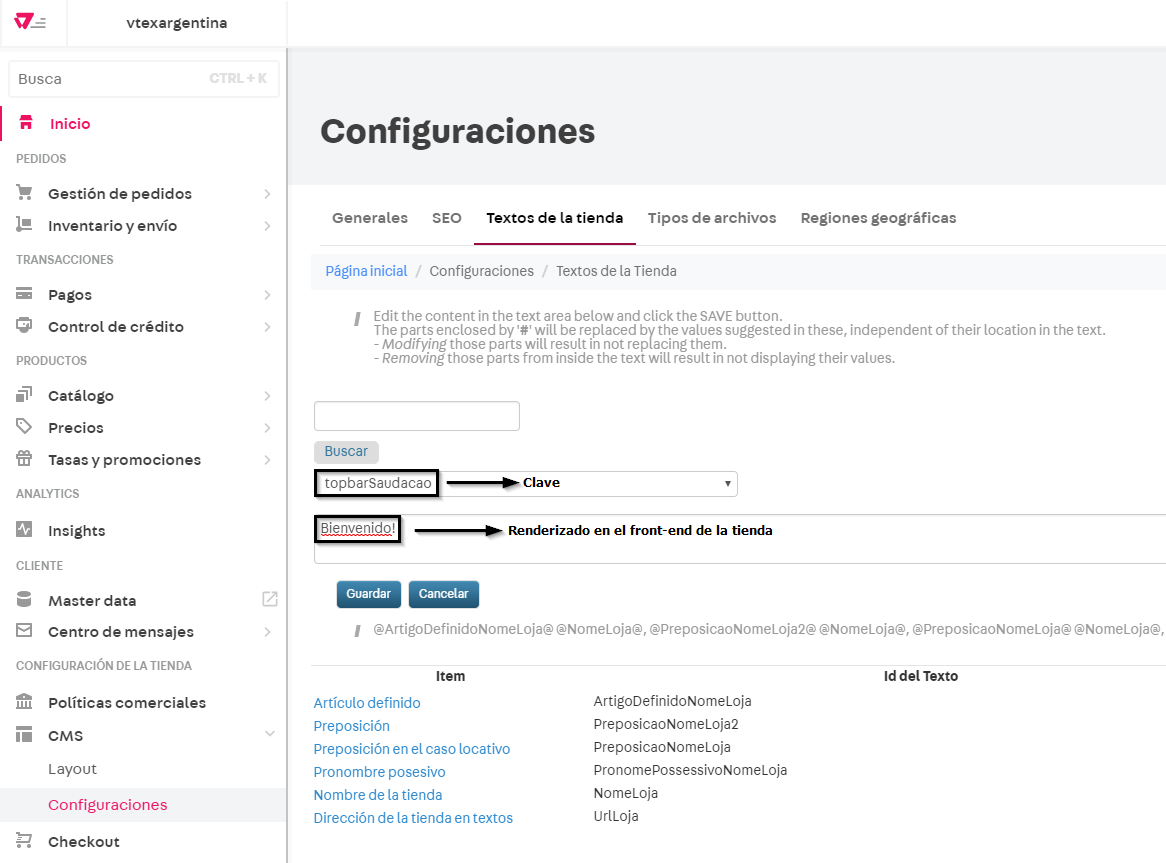 vtexargentina
Busca CTRL + K
Inicio
PEDIDOS
Gestión de pedidos
Inventario y envío
TRANSACCIONES
Pagos
Control de crédito
PRODUCTOS
Catálogo
Precios
Tasas y promociones
ANALYTICS
Insights
CLIENTE
Master data
Centro de mensajes
CONFIGURACIÓN DE LA TIENDA
Políticas comerciales
CMS
Layout
Configuraciones
Checkout
Configuraciones
Generales SEO Textos de la tienda Tipos de archivos Regiones geográficas
Página inicial / Configuraciones / Textos de la Tienda
Edit the content in the text area below and click the SAVE button.
The parts enclosed by '#' will be replaced by the values suggested in these, independent of their location in the text.
- Modifying those parts will result in not replacing them.
- Removing those parts from inside the text will result in not displaying their values.
Buscar
topbarSaudacao Clave
Bienvenido! Renderizado en el front-end de la tienda
Guardar Cancelar
@ArtigoDefinidoNomeLoja@ @NomeLoja@, @PreposicaoNomeLoja2@ @NomeLoja@, @PreposicaoNomeLoja@ @NomeLoja@,
Item Id del Texto
Artículo definido ArtigoDefinidoNomeLoja
Preposición PreposicaoNomeLoja2
Preposición en el caso locativo PreposicaoNomeLoja
Pronombre posesivo PronomePossessivoNomeLoja
Nombre de la tienda NomeLoja
Dirección de la tienda en textos UrlLoja